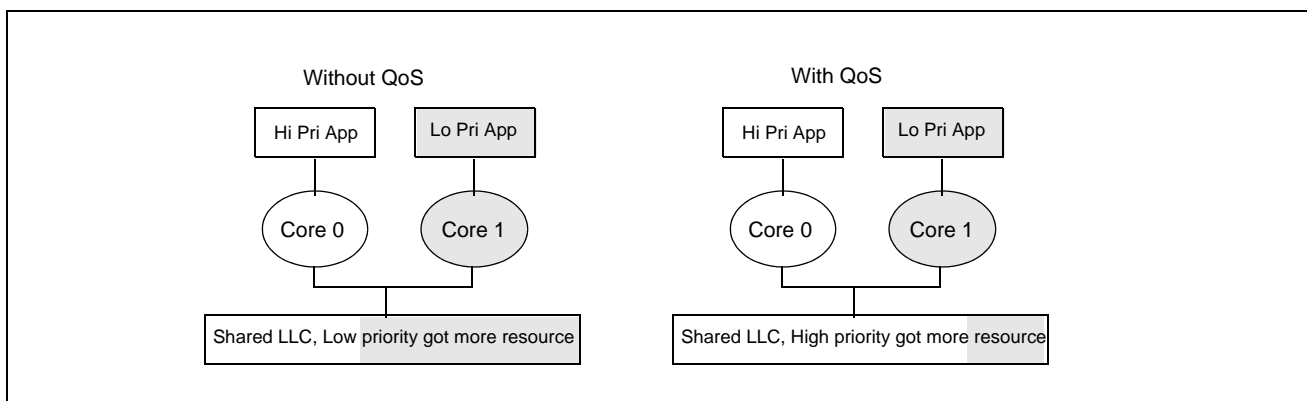 Without QoS
Hi Pri App
Lo Pri App
Core 0
Core 1
Shared LLC, Low priority got more resource
With QoS
Hi Pri App
Lo Pri App
Core 0
Core 1
Shared LLC, High priority got more resource